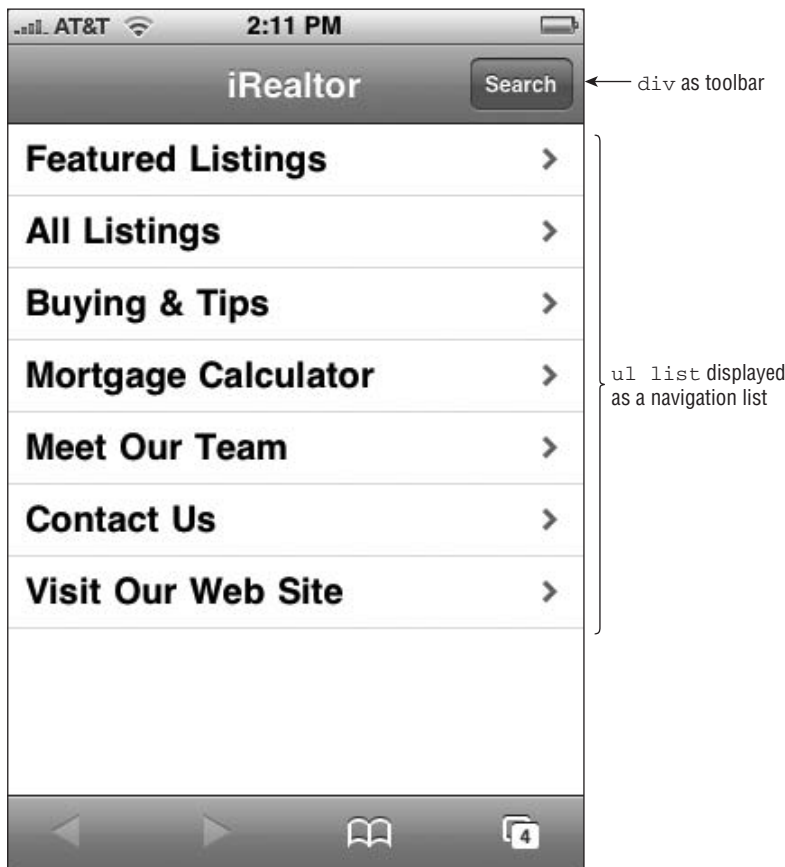 AT&T 2:11 PM
iRealtor Search
div as toolbar
Featured Listings
All Listings
Buying & Tips
Mortgage Calculator
ul list displayed
as a navigation list
Meet Our Team
Contact Us
Visit Our Web Site
4